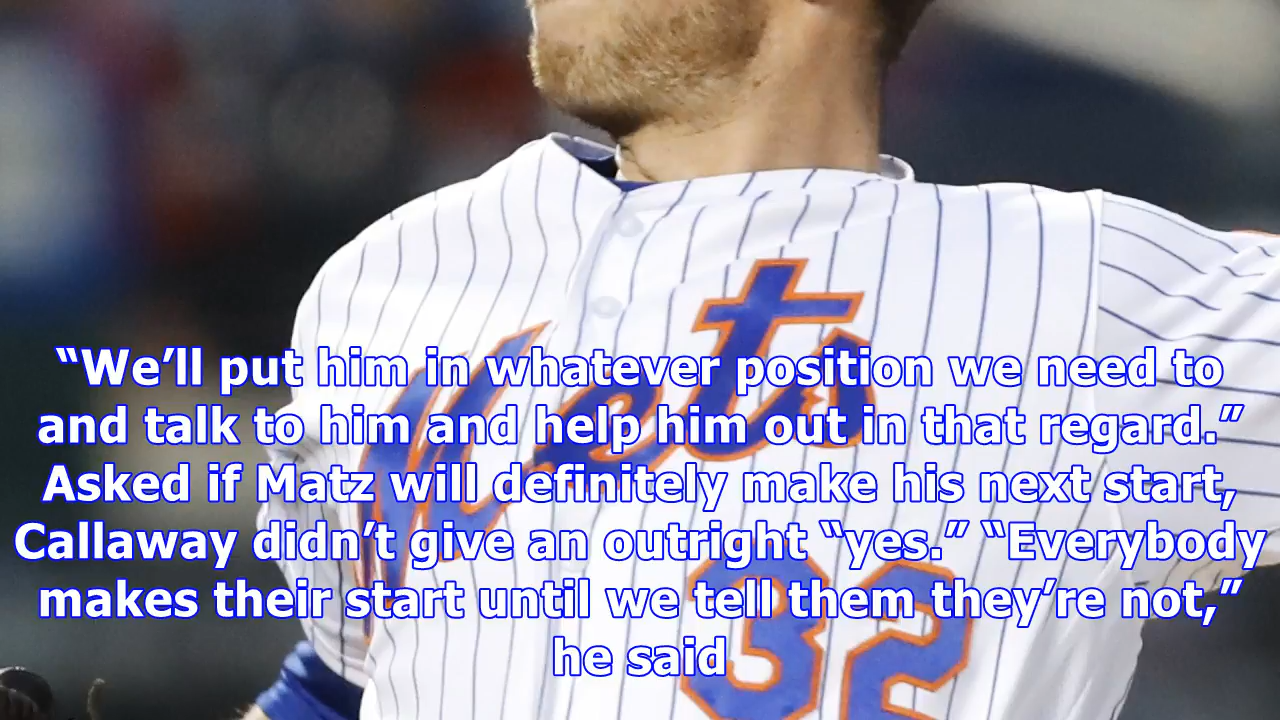 Mets
“We’ll put him in whatever position we need to
and talk to him and help him out in that regard.”
Asked if Matz will definitely make his next start,
Callaway didn’t give an outright “yes.” “Everybody
makes their start until we tell them they’re not,”
he said
32